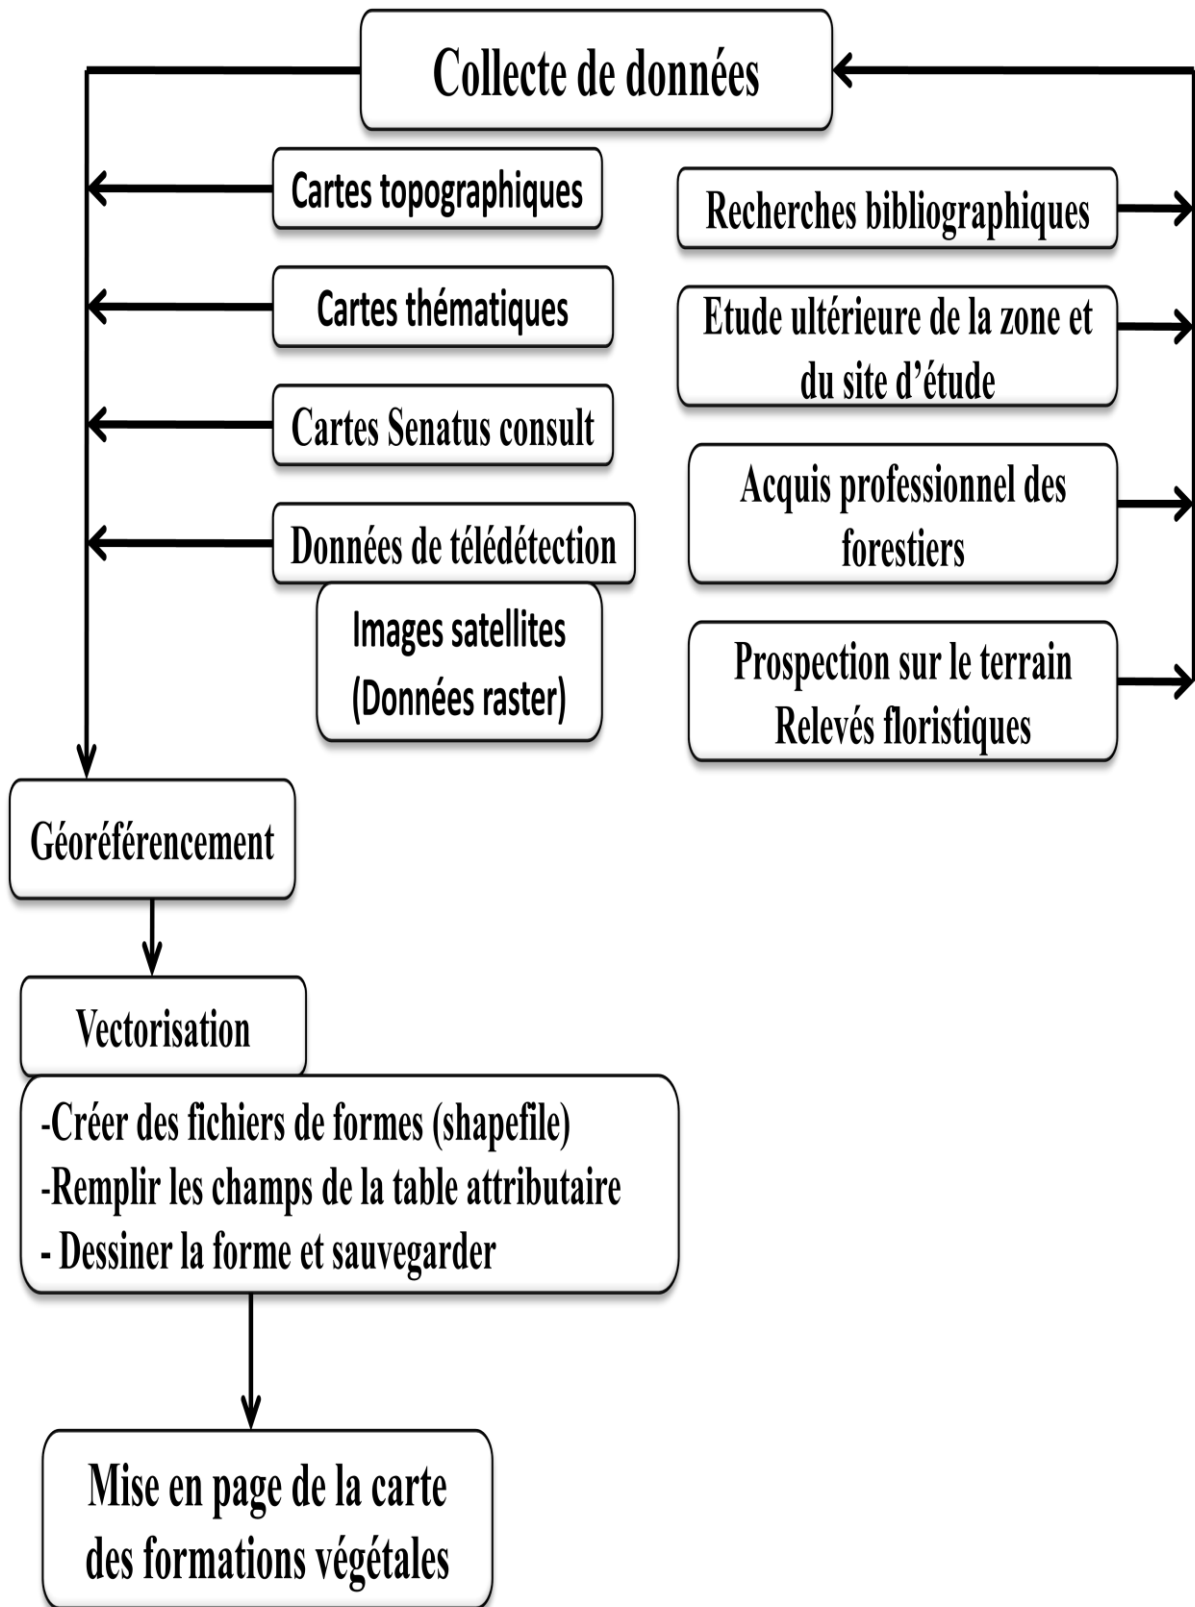 Collecte de données
Cartes topographiques
Cartes thématiques
Cartes Senatus consult
Données de télédétection
Images satellites
(Données raster)
Recherches bibliographiques
Etude ultérieure de la zone et
du site d'étude
Acquis professionnel des
forestiers
Prospection sur le terrain
Relevés floristiques
Géoréférencement
Vectorisation
-Créer des fichiers de formes (shapefile)
-Remplir les champs de la table attributaire
- Dessiner la forme et sauvegarder
Mise en page de la carte
des formations végétales